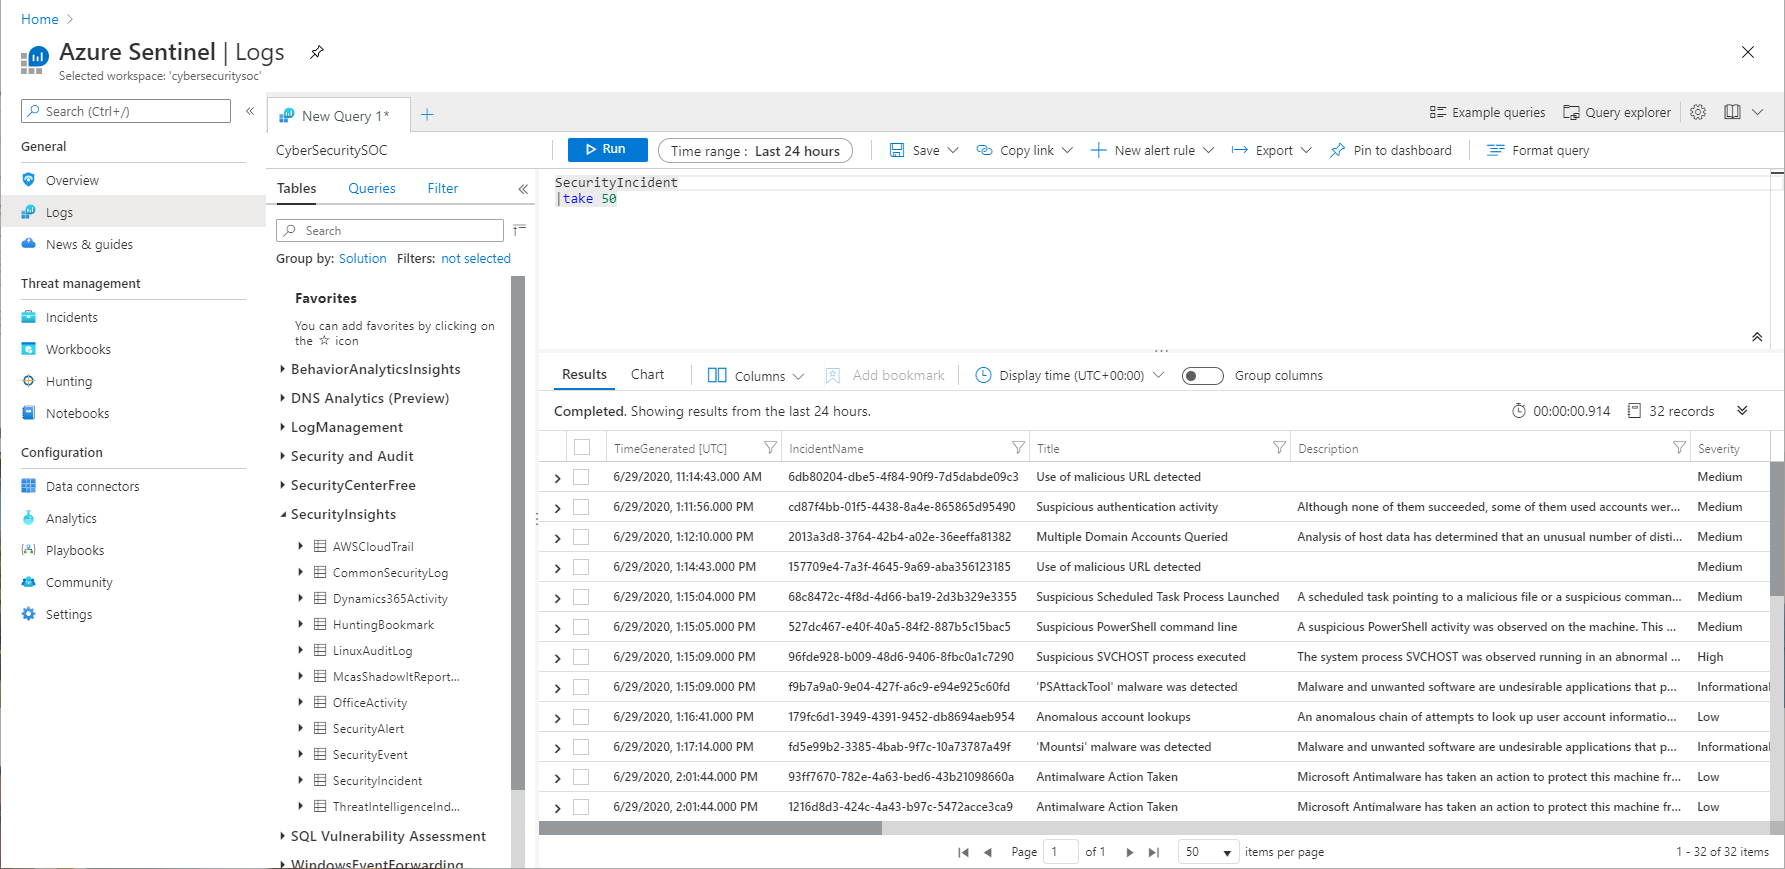 Home
Azure Sentinel | Logs
Selected workspace: 'cybersecuritysoc'
Search (Ctrl+/)
General
Overview
Logs
News & guides
Threat management
Incidents
Workbooks
Hunting
Notebooks
Configuration
Data connectors
Analytics
Playbooks
Community
Settings
New Query 1*
Example queries
Query explorer
CyberSecuritySOC
Run
Time range : Last 24 hours
Save
Copy link
New alert rule
Export
Pin to dashboard
Format query
Tables Queries Filter
Search
Group by: Solution Filters: not selected
Favorites
You can add favorites by clicking on
the ☆ icon
BehaviorAnalyticsInsights
DNS Analytics (Preview)
LogManagement
Security and Audit
SecurityCenterFree
SecurityInsights
AWSCloudTrail
CommonSecurityLog
Dynamics365Activity
HuntingBookmark
LinuxAuditLog
McasShadowItReport...
OfficeActivity
SecurityAlert
SecurityEvent
SecurityIncident
ThreatIntelligenceInd...
SQL Vulnerability Assessment
WindowsEventForwarding
SecurityIncident
|take 50
Results Chart Columns Add bookmark Display time (UTC+00:00) Group columns
Completed. Showing results from the last 24 hours. 00:00:00.914 32 records
TimeGenerated [UTC] IncidentName Title Description Severity
6/29/2020, 11:14:43.000 AM 6db80204-dbe5-4f84-90f9-7d5dabde09c3 Use of malicious URL detected Medium
6/29/2020, 1:11:56.000 PM cd87f4bb-01f5-4438-8a4e-865865d95490 Suspicious authentication activity Although none of them succeeded, some of them used accounts wer... Medium
6/29/2020, 1:12:10.000 PM 2013a3d8-3764-42b4-a02e-36eeffa81382 Multiple Domain Accounts Queried Analysis of host data has determined that an unusual number of disti... Medium
6/29/2020, 1:14:43.000 PM 157709e4-7a3f-4645-9a69-aba356123185 Use of malicious URL detected Medium
6/29/2020, 1:15:04.000 PM 68c8472c-4f8d-4d66-ba19-2d3b329e3355 Suspicious Scheduled Task Process Launched A scheduled task pointing to a malicious file or a suspicious comman... Medium
6/29/2020, 1:15:05.000 PM 527dc467-e40f-40a5-84f2-887b5c15bac5 Suspicious PowerShell command line A suspicious PowerShell activity was observed on the machine. This ... Medium
6/29/2020, 1:15:09.000 PM 96fde928-b009-48d6-9406-8fbc0a1c7290 Suspicious SVCHOST process executed The system process SVCHOST was observed running in an abnormal ... High
6/29/2020, 1:15:09.000 PM f9b7a9a0-9e04-427f-a6c9-e94e925c60fd 'PSAttackTool' malware was detected Malware and unwanted software are undesirable applications that p... Informational
6/29/2020, 1:16:41.000 PM 179fc6d1-3949-4391-9452-db8694aeb954 Anomalous account lookups An anomalous chain of attempts to look up user account informatio... Low
6/29/2020, 1:17:14.000 PM fd5e99b2-3385-4bab-9f7c-10a73787a49f 'Mountsi' malware was detected Malware and unwanted software are undesirable applications that p... Informational
6/29/2020, 2:01:44.000 PM 93ff7670-782e-4a63-bed6-43b21098660a Antimalware Action Taken Microsoft Antimalware has taken an action to protect this machine fr... Low
6/29/2020, 2:01:44.000 PM 1216d8d3-424c-4a43-b97c-5472acce3ca9 Antimalware Action Taken Microsoft Antimalware has taken an action to protect this machine fr... Low
Page 1 of 1 50 items per page 1 - 32 of 32 items